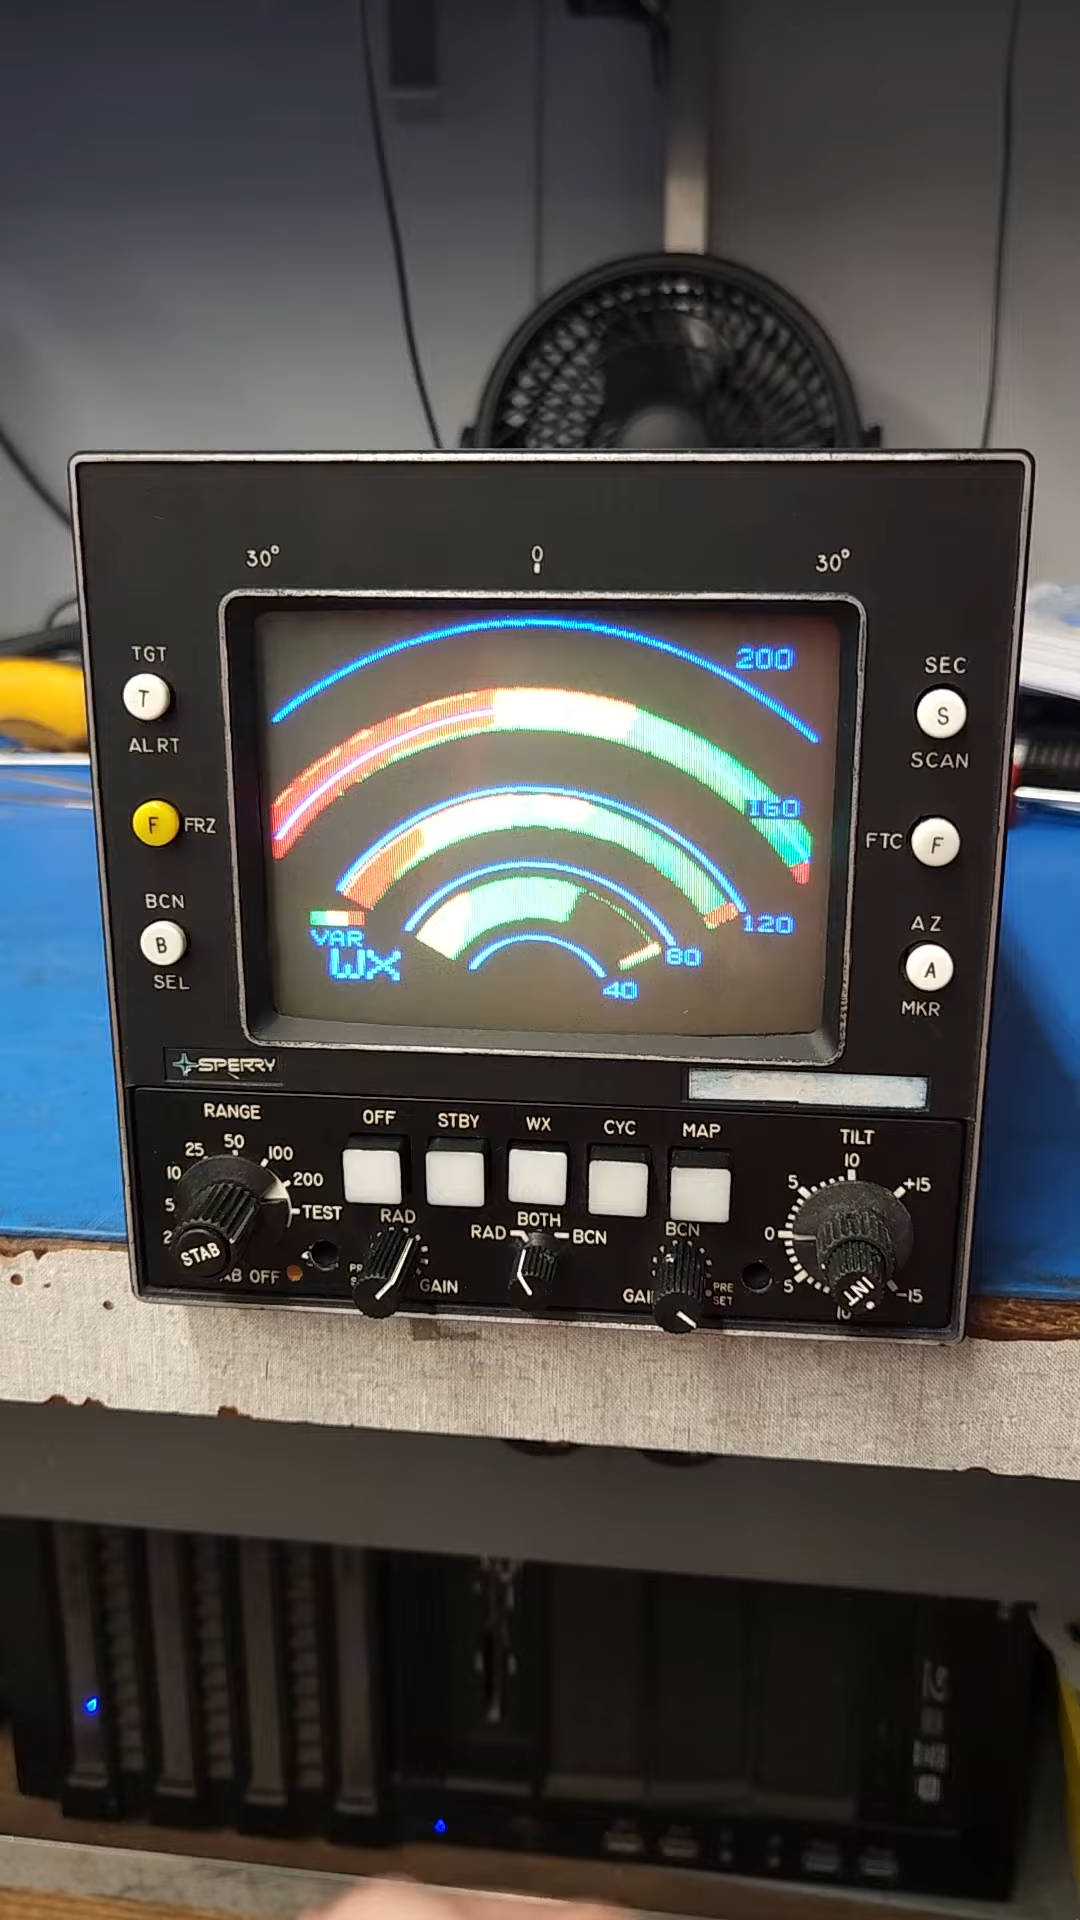 30° 0 30°
200
TGT
T
ALRT
SEC
S
SCAN
F FRZ
160
FTC F
BCN
B
SEL
VAR
WX
120
80
40
AZ
A
MKR
SPERRY
RANGE
25 50 100
10 200
5 TEST
STAB
OFF STBY WX CYC MAP
RAD
GAIN
RAD BOTH BCN
BCN
PRE
SET
TILT
10
5 +15
0
5 -15
INT